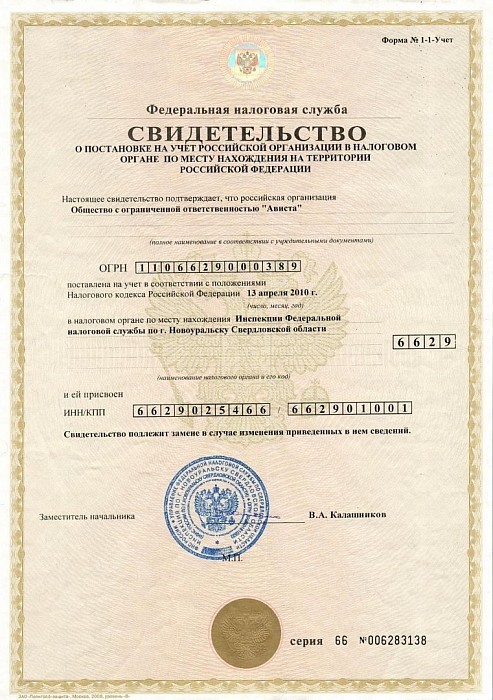 Форма № 1-1-Учет
Федеральная налоговая служба
СВИДЕТЕЛЬСТВО
О ПОСТАНОВКЕ НА УЧЕТ РОССИЙСКОЙ ОРГАНИЗАЦИИ В НАЛОГОВОМ
ОРГАНЕ ПО МЕСТУ НАХОЖДЕНИЯ НА ТЕРРИТОРИИ
РОССИЙСКОЙ ФЕДЕРАЦИИ
Настоящее свидетельство подтверждает, что российская организация
Общество с ограниченной ответственностью "Ависта"
(полное наименование в соответствии с учредительными документами)
ОГРН 1106629000389
поставлена на учет в соответствии с положениями
Налогового кодекса Российской Федерации 13 апреля 2010 г.
(число, месяц, год)
в налоговом органе по месту нахождения Инспекции Федеральной
налоговой службы по г. Новоуральску Свердловской области
6629
(наименование налогового органа и его код)
и ей присвоен
ИНН/КПП 6629025466 / 662901001
Свидетельство подлежит замене в случае изменения приведенных в нем сведений.
Заместитель начальника В.А. Калашников
М.П.
серия 66 №006283138